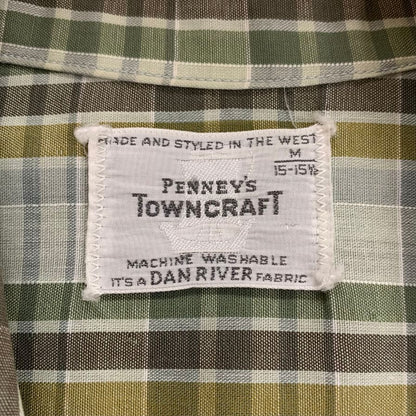 MADE AND STYLED IN THE WEST
M
15-15½
PENNEY'S
TOWNCRAFT
MACHINE WASHABLE
IT'S A DAN RIVER FABRIC